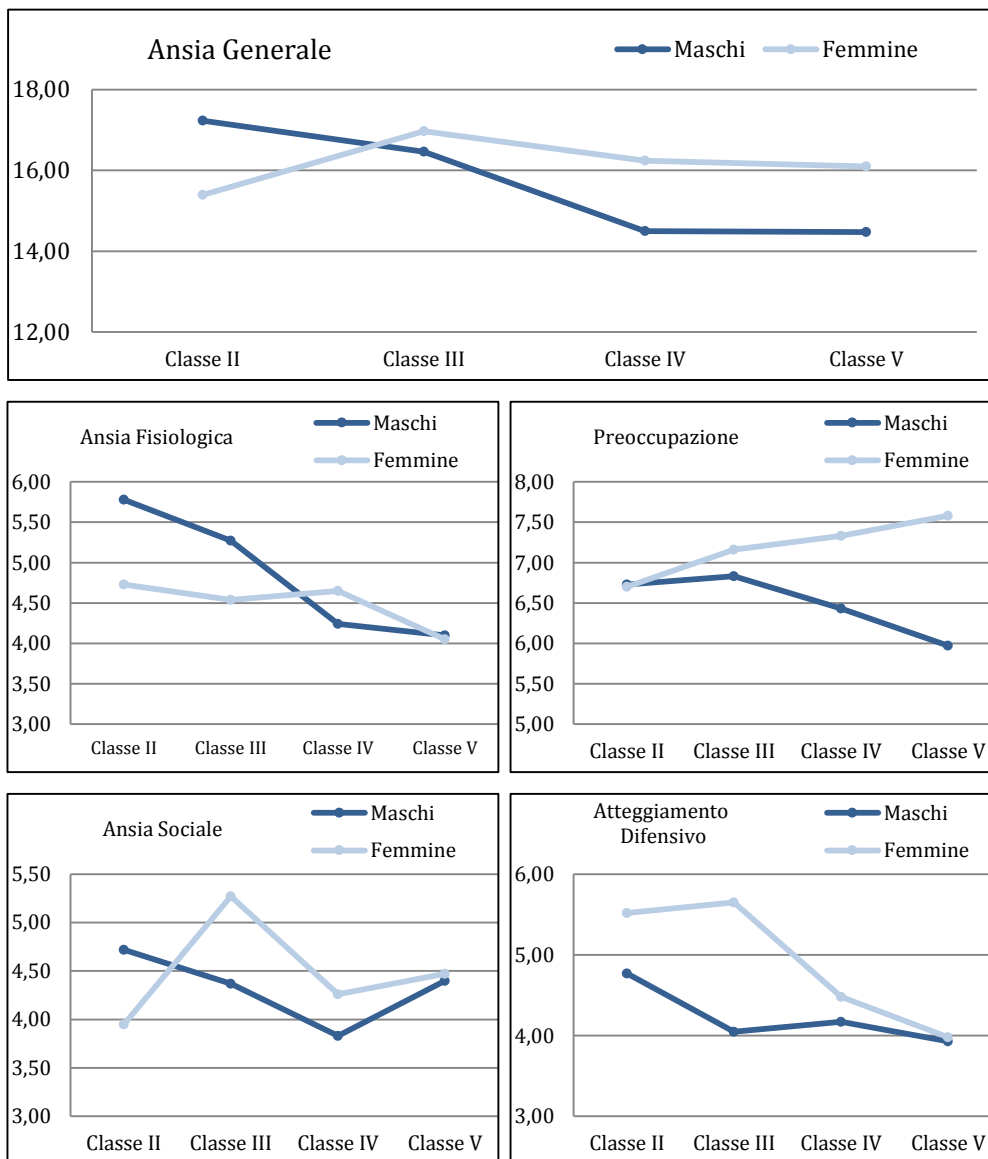 Ansia Generale
Maschi
Femmine
18,00
16,00
14,00
12,00
Classe II
Classe III
Classe IV
Classe V
Ansia Fisiologica
Maschi
Femmine
6,00
5,50
5,00
4,50
4,00
3,50
3,00
Classe II
Classe III
Classe IV
Classe V
Preoccupazione
Maschi
Femmine
8,00
7,50
7,00
6,50
6,00
5,50
5,00
Classe II
Classe III
Classe IV
Classe V
Ansia Sociale
Maschi
Femmine
5,50
5,00
4,50
4,00
3,50
3,00
Classe II
Classe III
Classe IV
Classe V
Atteggiamento
Difensivo
Maschi
Femmine
6,00
5,00
4,00
3,00
Classe II
Classe III
Classe IV
Classe V